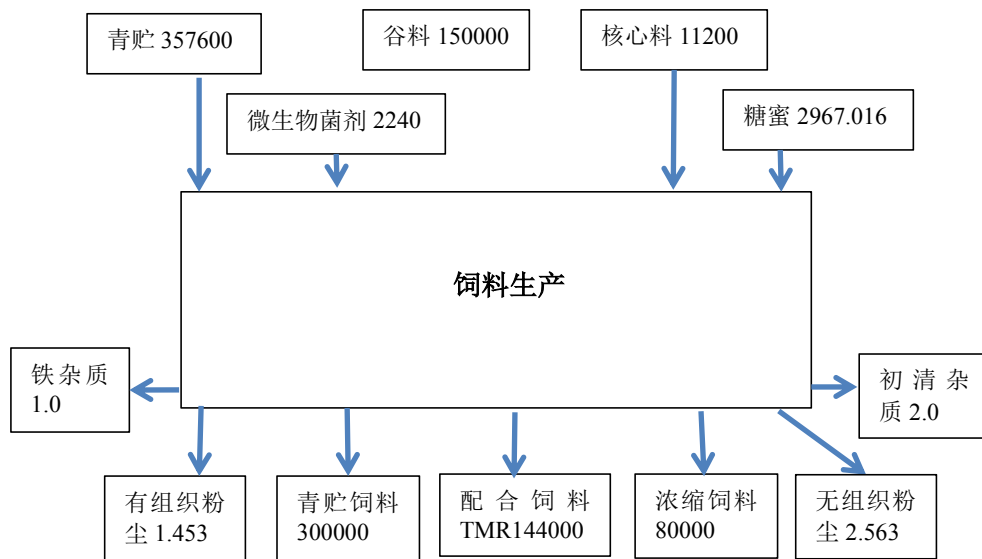 青贮 357600
谷料 150000
核心料 11200
微生物菌剂 2240
糖蜜 2967.016
饲料生产
铁杂质
1.0
初清杂
质 2.0
有组织粉
尘 1.453
青贮饲料
300000
配合饲料
TMR144000
浓缩饲料
80000
无组织粉
尘 2.563